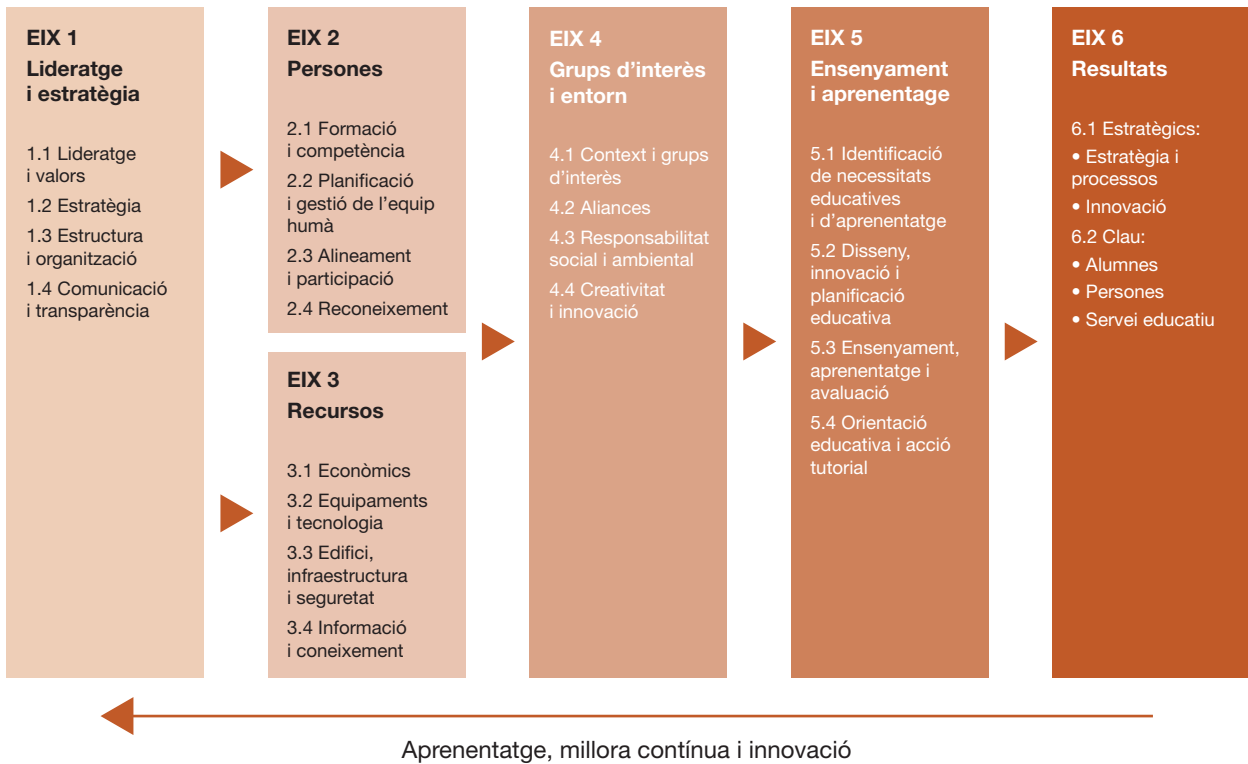 EIX 1
Lideratge
i estratègia
1.1 Lideratge
i valors
1.2 Estratègia
1.3 Estructura
i organització
1.4 Comunicació
i transparència
EIX 2
Persones
2.1 Formació
i competència
2.2 Planificació
i gestió de l’equip
humà
2.3 Alineament
i participació
2.4 Reconeixement
EIX 3
Recursos
3.1 Econòmics
3.2 Equipaments
i tecnologia
3.3 Edifici,
infraestructura
i seguretat
3.4 Informació
i coneixement
EIX 4
Grups d’interès
i entorn
4.1 Context i grups
d’interès
4.2 Aliances
4.3 Responsabilitat
social i ambiental
4.4 Creativitat
i innovació
EIX 5
Ensenyament
i aprenentage
5.1 Identificació
de necessitats
educatives
i d’aprenentatge
5.2 Disseny,
innovació i
planificació
educativa
5.3 Ensenyament,
aprenentatge i
avaluació
5.4 Orientació
educativa i acció
tutorial
EIX 6
Resultats
6.1 Estratègics:
• Estratègia i
processos
• Innovació
6.2 Clau:
• Alumnes
• Persones
• Servei educatiu
Aprenentatge, millora contínua i innovació